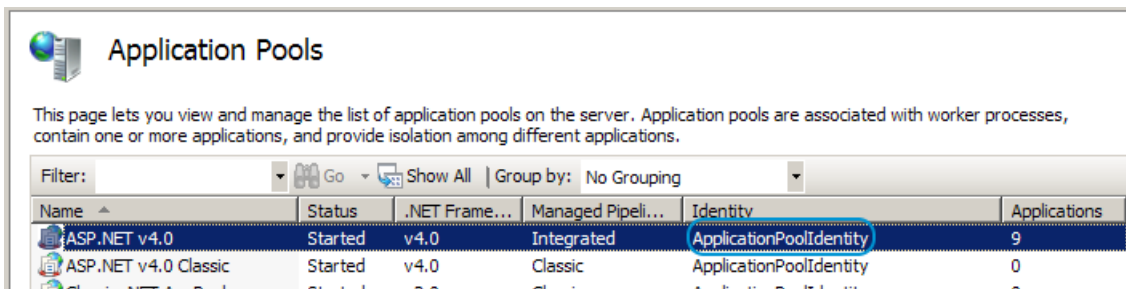 Application Pools
This page lets you view and manage the list of application pools on the server. Application pools are associated with worker processes,
contain one or more applications, and provide isolation among different applications.
Filter: Go Show All Group by: No Grouping
Name Status .NET Frame... Managed Pipeli... Identity Applications
ASP.NET v4.0 Started v4.0 Integrated ApplicationPoolIdentity 9
ASP.NET v4.0 Classic Started v4.0 Classic ApplicationPoolIdentity 0